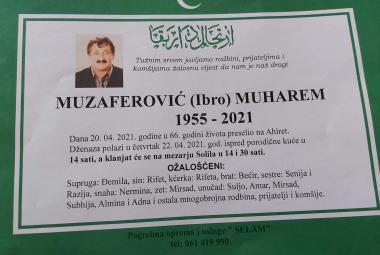 Tužnim srcem javljamo rodbini, prijateljima i
komšijama žalosnu vijest da nam je naš dragi
MUZAFEROVIĆ (Ibro) MUHAREM
1955 - 2021
Dana 20. 04. 2021. godine u 66. godini života preselio na Ahiret.
Dženaza polazi u četvrtak 22. 04. 2021. god. ispred porodične kuće u
14 sati, a klanjat će se na mezarju Solila u 14 i 30 sati.
OŽALOŠĆENI:
Supruga: Đemila, sin: Rifet, kćerka: Rifeta, brat: Bećir, sestre: Senija i
Razija, snaha: Nermina, zet: Mirsad, unučad: Suljo, Amar, Mirsad,
Subhija, Almina i Adna i ostala mnogobrojna rodbina, prijatelji i komšije.
Pogrebna oprema i usluge " SELAM"
tel: 061 419 990